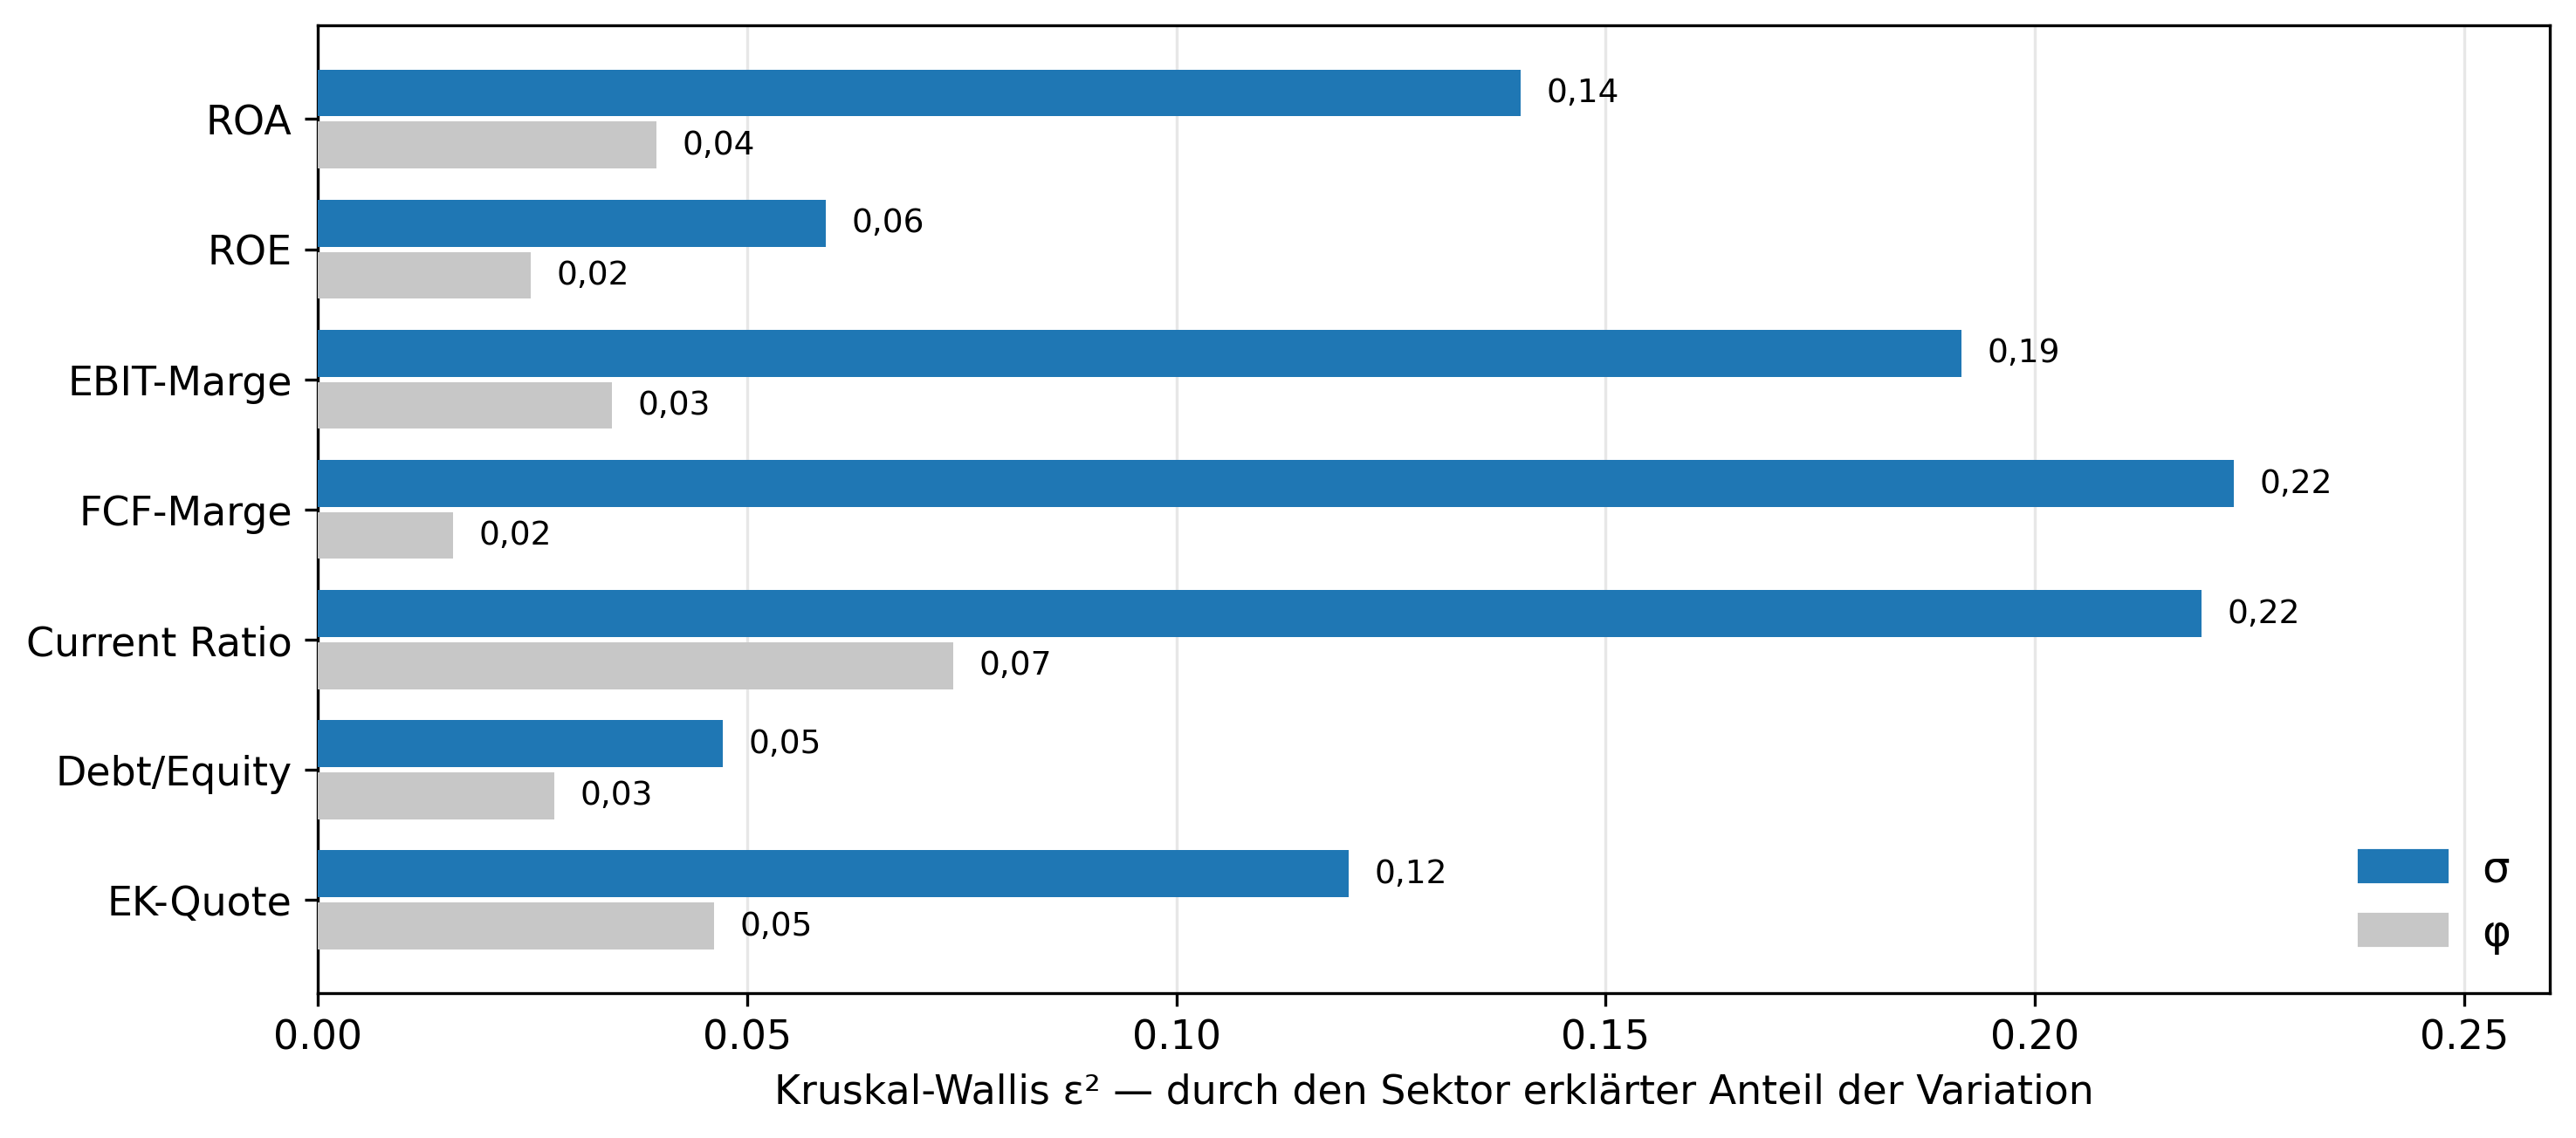 ROA
0,14
0,04
ROE
0,06
0,02
EBIT-Marge
0,19
0,03
FCF-Marge
0,22
0,02
Current Ratio
0,22
0,07
Debt/Equity
0,05
0,03
EK-Quote
0,12
0,05
σ
φ
0.00 0.05 0.10 0.15 0.20 0.25
Kruskal-Wallis ε² — durch den Sektor erklärter Anteil der Variation